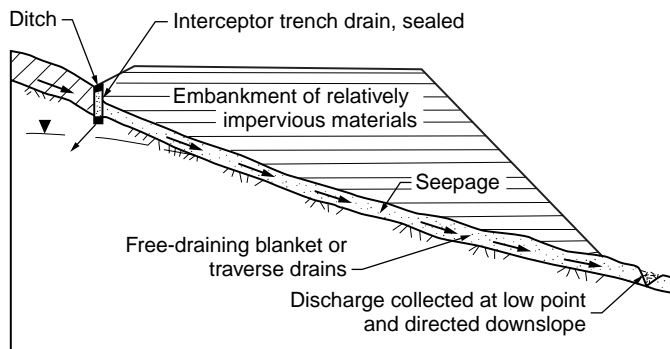 Ditch
Interceptor trench drain, sealed
Embankment of relatively
impervious materials
Seepage
Free-draining blanket or
traverse drains
Discharge collected at low point
and directed downslope